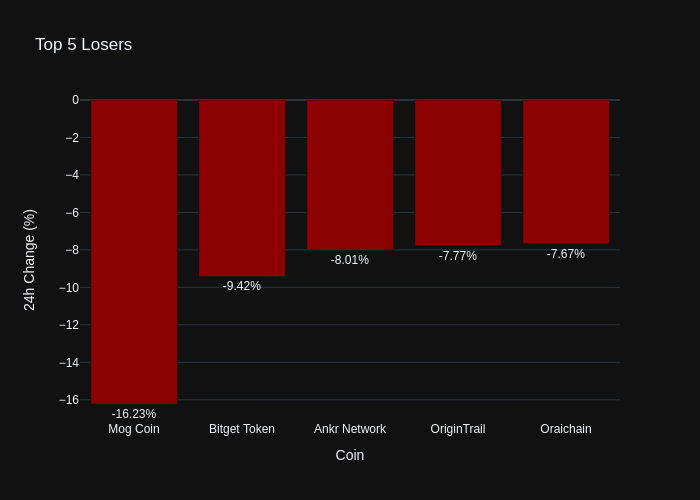 Top 5 Losers
24h Change (%)
0
−2
−4
−6
−8
−10
−12
−14
−16
-16.23%
-9.42%
-8.01%
-7.77%
-7.67%
Mog Coin
Bitget Token
Ankr Network
OriginTrail
Oraichain
Coin